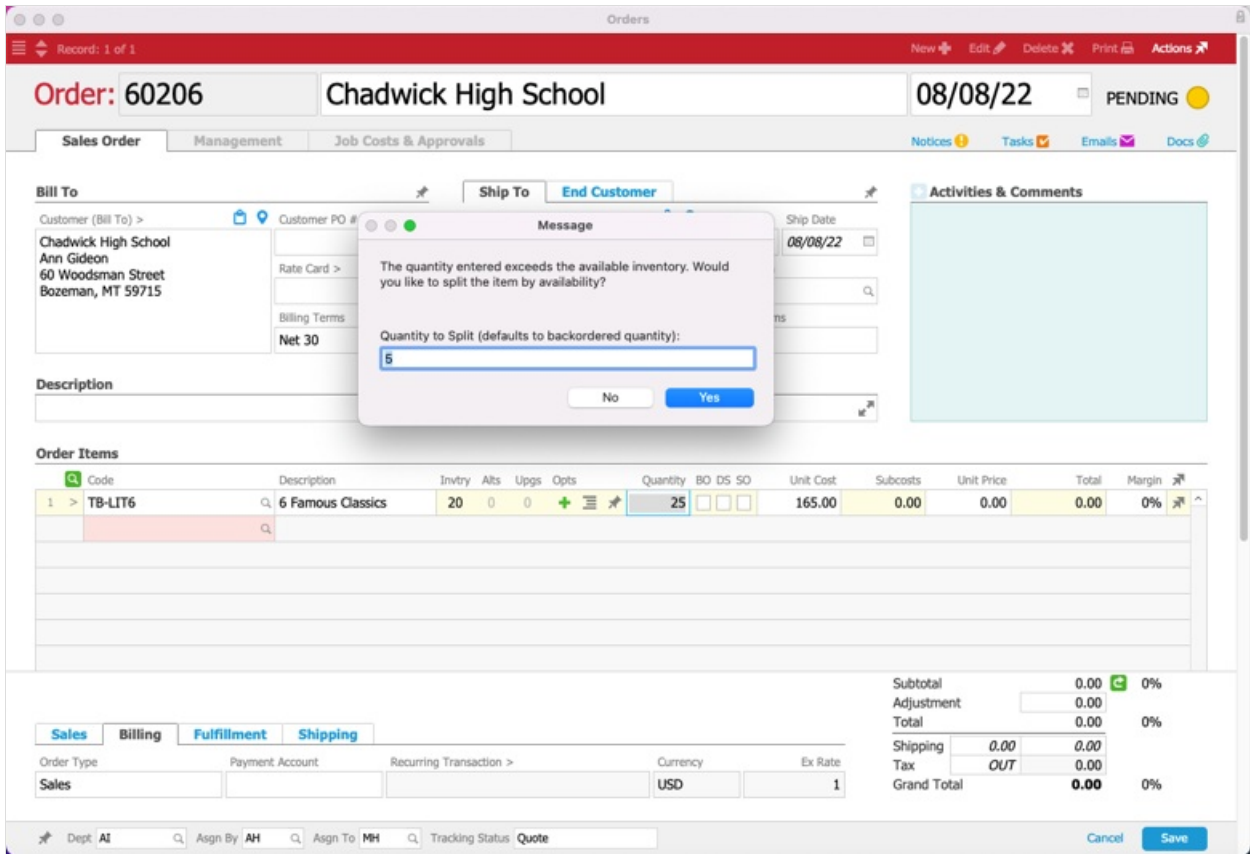 Orders
Record: 1 of 1
New Edit Delete Print Actions
Order: 60206 Chadwick High School 08/08/22 PENDING
Sales Order Management Job Costs & Approvals
Notices Tasks Emails Docs
Bill To Ship To End Customer Activities & Comments
Customer (Bill To) > Customer PO # Ship Date
Chadwick High School
Ann Gideon
60 Woodsman Street
Bozeman, MT 59715
08/08/22
Rate Card >
Billing Terms
Net 30
Message
The quantity entered exceeds the available inventory. Would
you like to split the item by availability?
Quantity to Split (defaults to backordered quantity):
5
No Yes
Description
Order Items
Code Description Invtry Alts Upgs Opts Quantity BO DS SO Unit Cost Subcosts Unit Price Total Margin
1 > TB-LIT6 6 Famous Classics 20 0 0 25 165.00 0.00 0.00 0.00 0%
Subtotal 0.00 0%
Adjustment 0.00
Total 0.00 0%
Shipping 0.00 0.00
Tax OUT 0.00
Grand Total 0.00 0%
Sales Billing Fulfillment Shipping
Order Type Payment Account Recurring Transaction > Currency Ex Rate
Sales USD 1
Dept AI Asgn By AH Asgn To MH Tracking Status Quote
Cancel Save